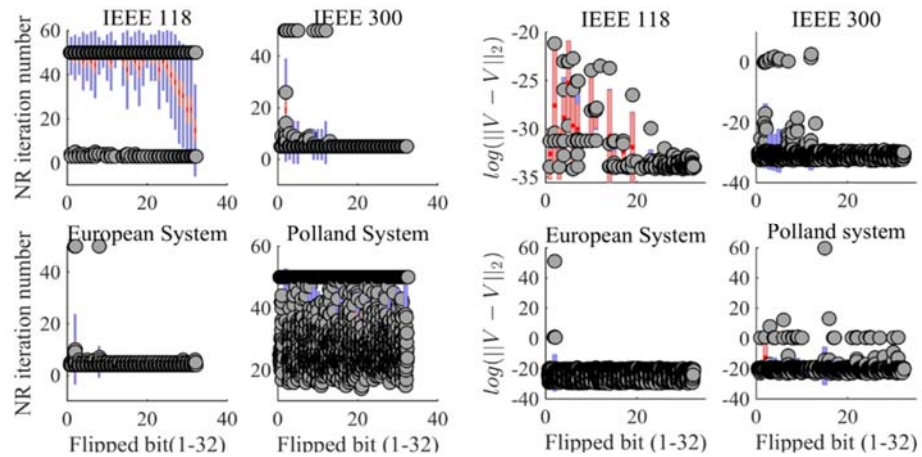 IEEE 118
IEEE 300
IEEE 118
IEEE 300
NR iteration number
60
40
20
0
0 20 40
40
20
0
0 20 40
log(||V − V||₂)
-20
-25
-30
-35
0 20
0
-20
-40
0 20
European System
Polland System
European System
Polland system
NR iteration number
40
20
0
0 20 40
60
40
20
0 20 40
log(||V − V||₂)
60
40
20
0
-20
-40
0 20
60
40
20
0
-20
-40
0 20
Flipped bit(1-32)
Flipped bit (1-32)
Flipped bit (1-32)
Flipped bit (1-32)